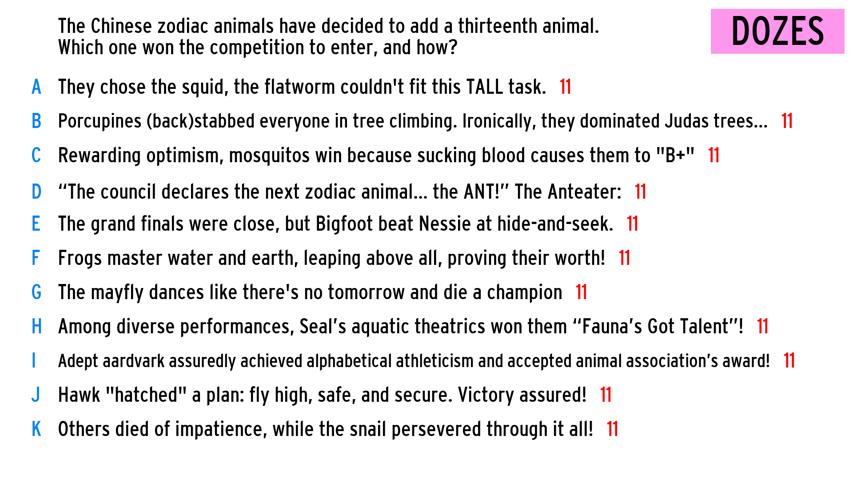 The Chinese zodiac animals have decided to add a thirteenth animal.
Which one won the competition to enter, and how?
DOZES
A They chose the squid, the flatworm couldn't fit this TALL task. 11
B Porcupines (back)stabbed everyone in tree climbing. Ironically, they dominated Judas trees... 11
C Rewarding optimism, mosquitos win because sucking blood causes them to "B+" 11
D “The council declares the next zodiac animal... the ANT!” The Anteater: 11
E The grand finals were close, but Bigfoot beat Nessie at hide-and-seek. 11
F Frogs master water and earth, leaping above all, proving their worth! 11
G The mayfly dances like there's no tomorrow and die a champion 11
H Among diverse performances, Seal’s aquatic theatrics won them “Fauna’s Got Talent”! 11
I Adept aardvark assuredly achieved alphabetical athleticism and accepted animal association’s award! 11
J Hawk "hatched" a plan: fly high, safe, and secure. Victory assured! 11
K Others died of impatience, while the snail persevered through it all! 11